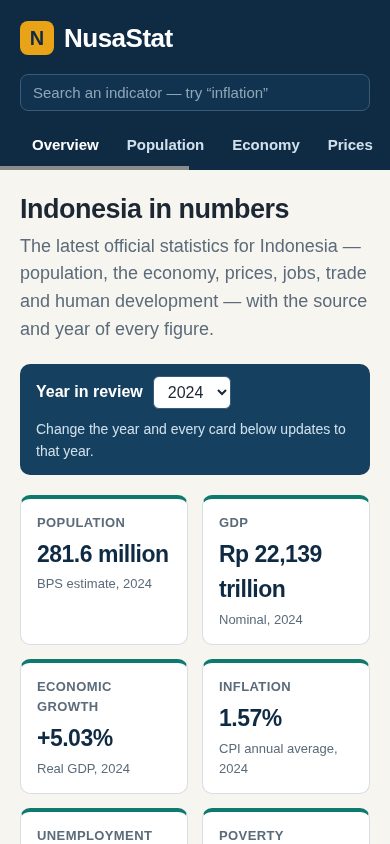 N NusaStat
Search an indicator — try “inflation”
Overview Population Economy Prices
Indonesia in numbers
The latest official statistics for Indonesia —
population, the economy, prices, jobs, trade
and human development — with the source
and year of every figure.
Year in review 2024
Change the year and every card below updates to
that year.
POPULATION
281.6 million
BPS estimate, 2024
GDP
Rp 22,139
trillion
Nominal, 2024
ECONOMIC
GROWTH
+5.03%
Real GDP, 2024
INFLATION
1.57%
CPI annual average,
2024
UNEMPLOYMENT
POVERTY